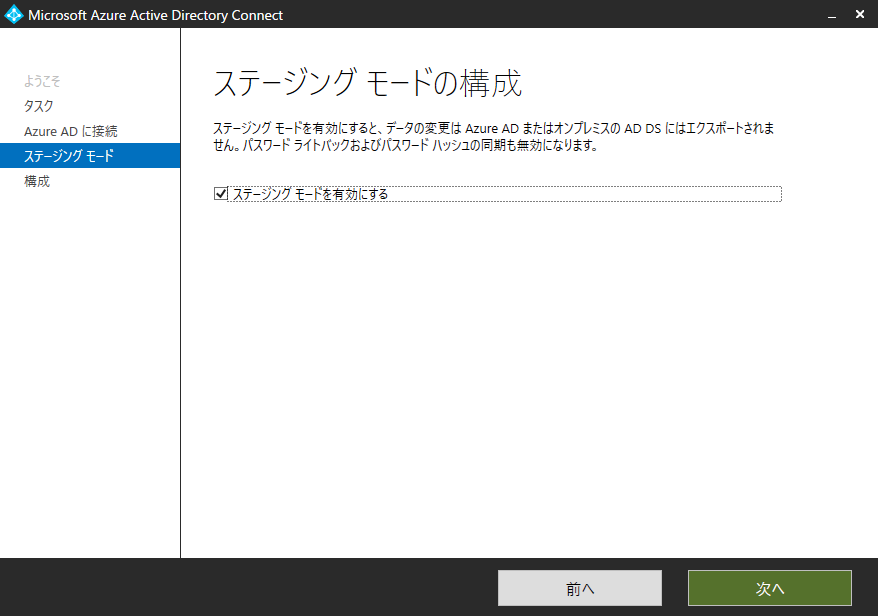 Microsoft Azure Active Directory Connect
ようこそ
タスク
Azure AD に接続
ステージング モード
構成
ステージング モードの構成
ステージング モードを有効にすると、データの変更は Azure AD またはオンプレミスの AD DS にはエクスポートされま
せん。パスワード ライトバックおよびパスワード ハッシュの同期も無効になります。
ステージング モードを有効にする
前へ
次へ